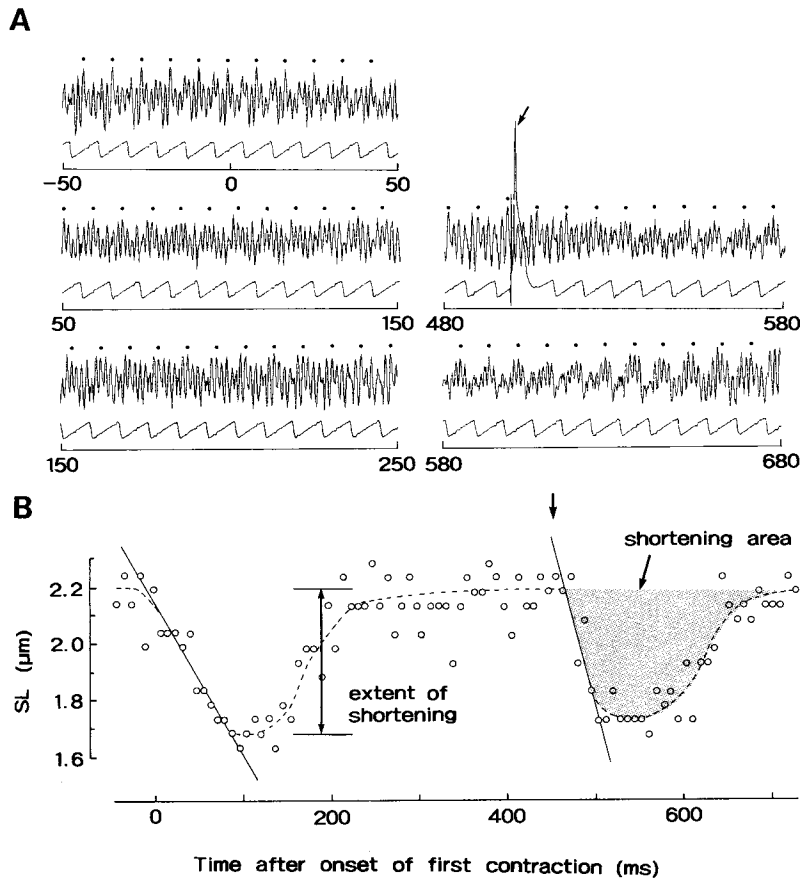 A
−50 0 50
50 150
480 580
150 250
580 680
B
shortening area
2.2
2.0
1.8
1.6
SL (μm)
extent of
shortening
0 200 400 600
Time after onset of first contraction (ms)